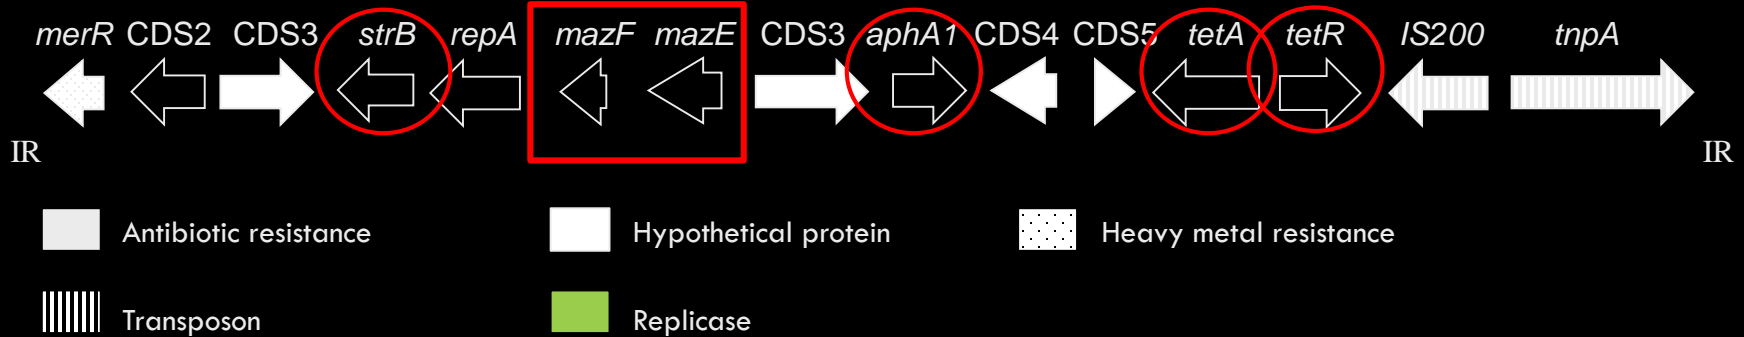 merR CDS2 CDS3 strB repA mazF mazE CDS3 aphA1 CDS4 CDS5 tetA tetR IS200 tnpA
IR IR
Antibiotic resistance Hypothetical protein Heavy metal resistance
Transposon Replicase